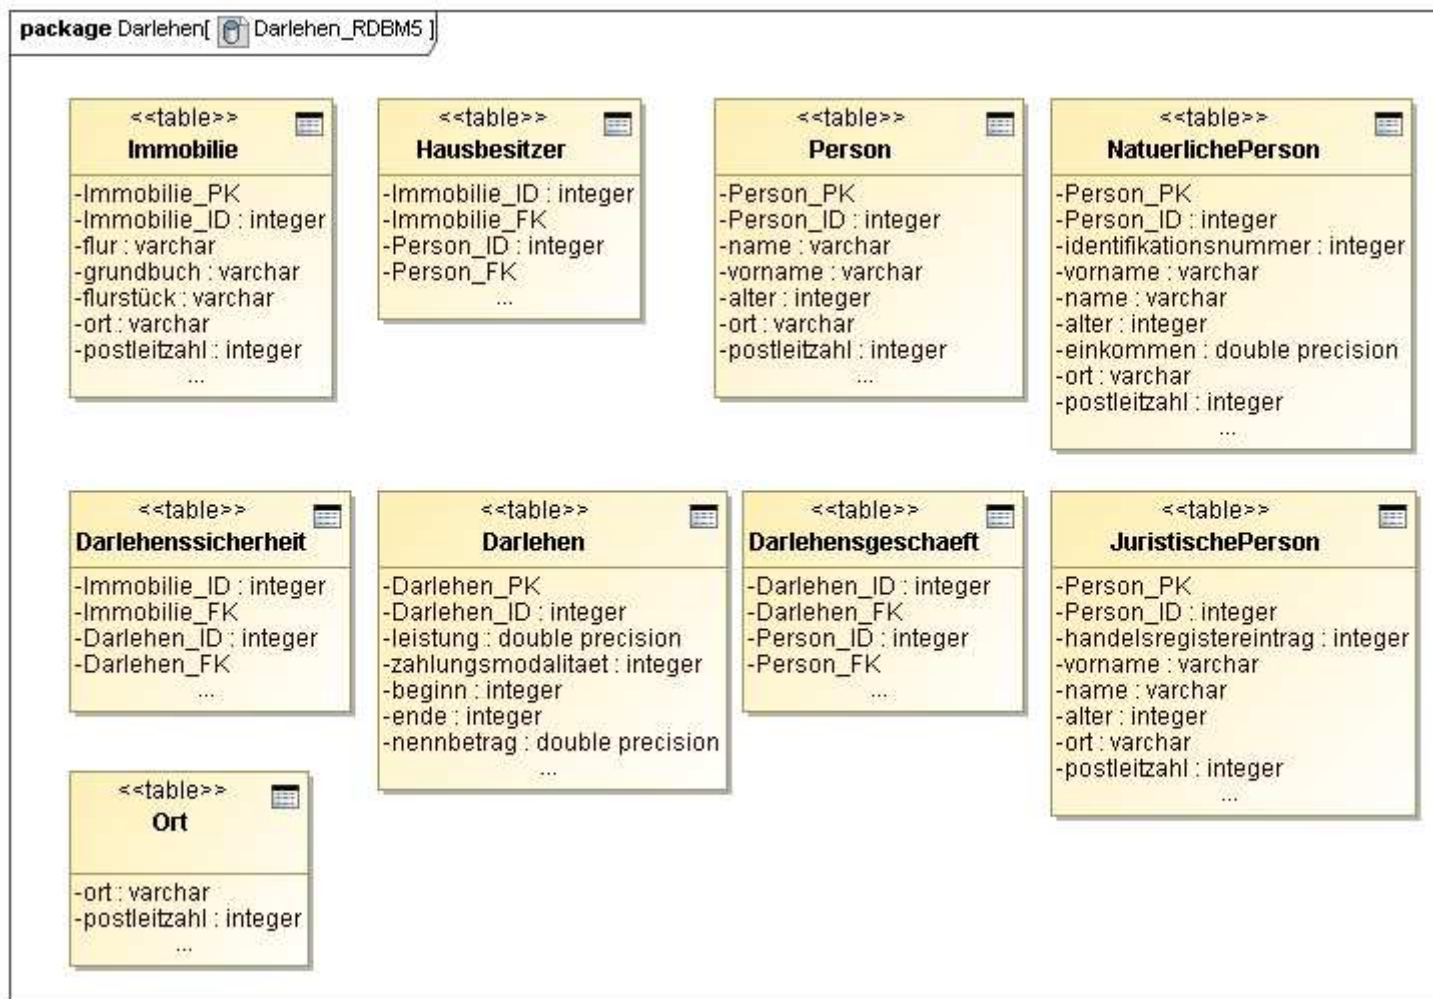 package Darlehen[ Darlehen_RDBM5 ]
<<table>>
Immobilie
-Immobilie_PK
-Immobilie_ID : integer
-flur : varchar
-grundbuch : varchar
-flurstück : varchar
-ort : varchar
-postleitzahl : integer
...
<<table>>
Hausbesitzer
-Immobilie_ID : integer
-Immobilie_FK
-Person_ID : integer
-Person_FK
...
<<table>>
Person
-Person_PK
-Person_ID : integer
-name : varchar
-vorname : varchar
-alter : integer
-ort : varchar
-postleitzahl : integer
...
<<table>>
NatuerlichePerson
-Person_PK
-Person_ID : integer
-identifikationsnummer : integer
-vorname : varchar
-name : varchar
-alter : integer
-einkommen : double precision
-ort : varchar
-postleitzahl : integer
...
<<table>>
Darlehenssicherheit
-Immobilie_ID : integer
-Immobilie_FK
-Darlehen_ID : integer
-Darlehen_FK
...
<<table>>
Darlehen
-Darlehen_PK
-Darlehen_ID : integer
-leistung : double precision
-zahlungsmodalitaet : integer
-beginn : integer
-ende : integer
-nennbetrag : double precision
...
<<table>>
Darlehensgeschaeft
-Darlehen_ID : integer
-Darlehen_FK
-Person_ID : integer
-Person_FK
...
<<table>>
JuristischePerson
-Person_PK
-Person_ID : integer
-handelsregistereintrag : integer
-vorname : varchar
-name : varchar
-alter : integer
-ort : varchar
-postleitzahl : integer
...
<<table>>
Ort
-ort : varchar
-postleitzahl : integer
...